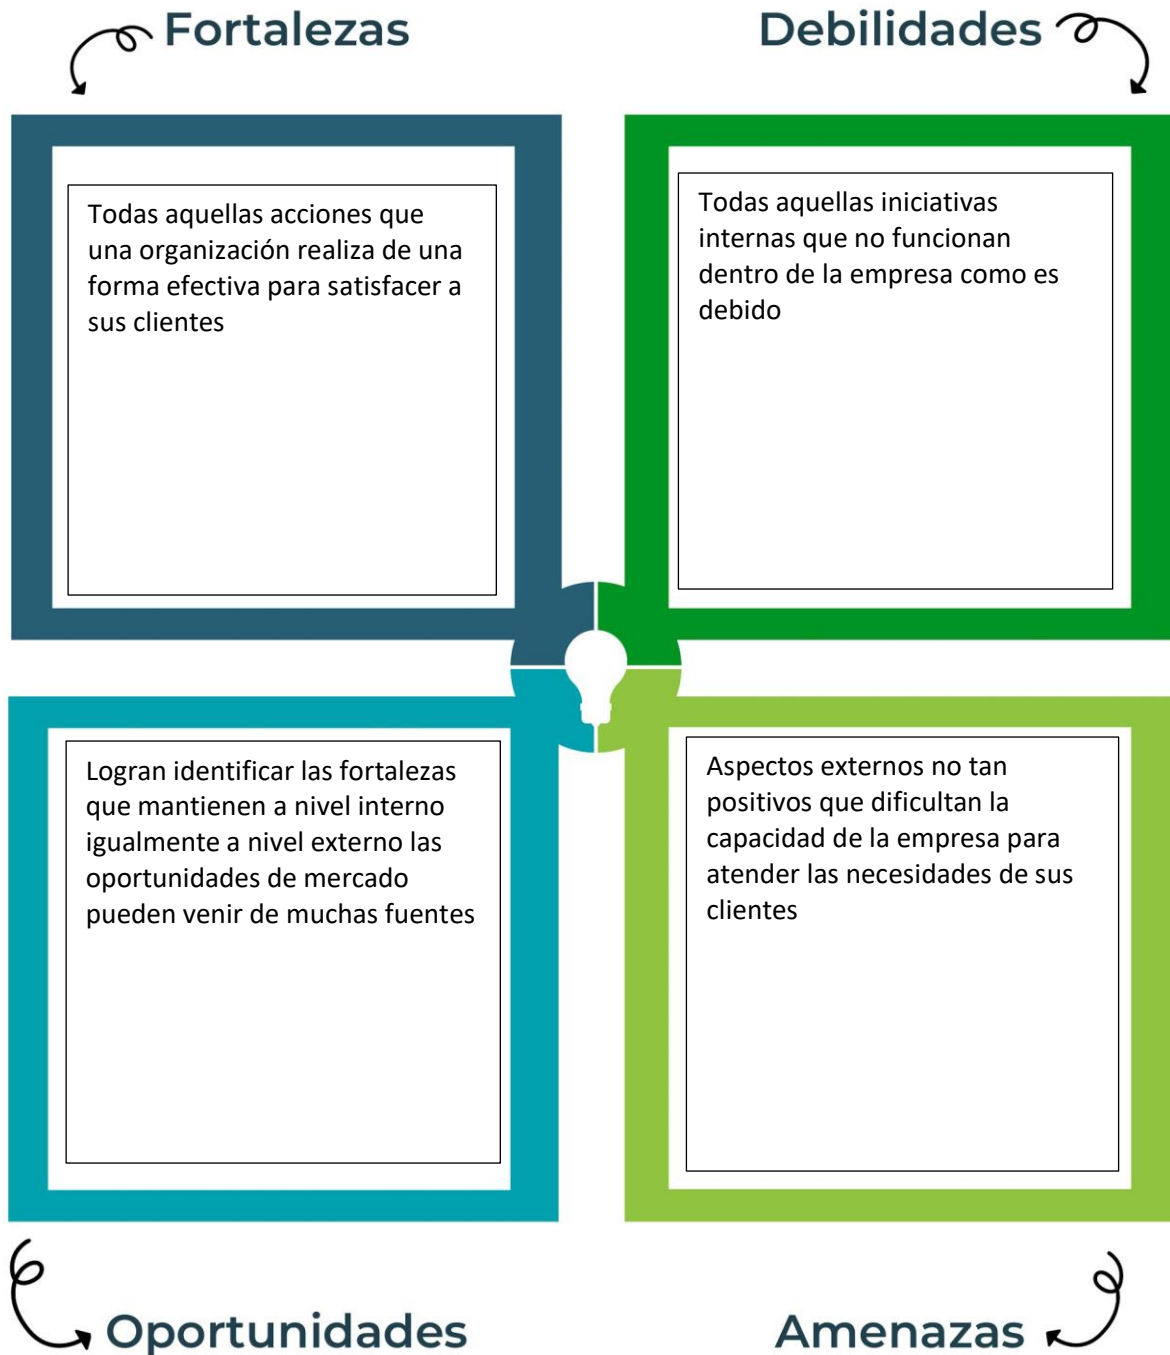 Fortalezas
Debilidades
Todas aquellas acciones que
una organización realiza de una
forma efectiva para satisfacer a
sus clientes
Todas aquellas iniciativas
internas que no funcionan
dentro de la empresa como es
debido
Logran identificar las fortalezas
que mantienen a nivel interno
igualmente a nivel externo las
oportunidades de mercado
pueden venir de muchas fuentes
Aspectos externos no tan
positivos que dificultan la
capacidad de la empresa para
atender las necesidades de sus
clientes
Oportunidades
Amenazas